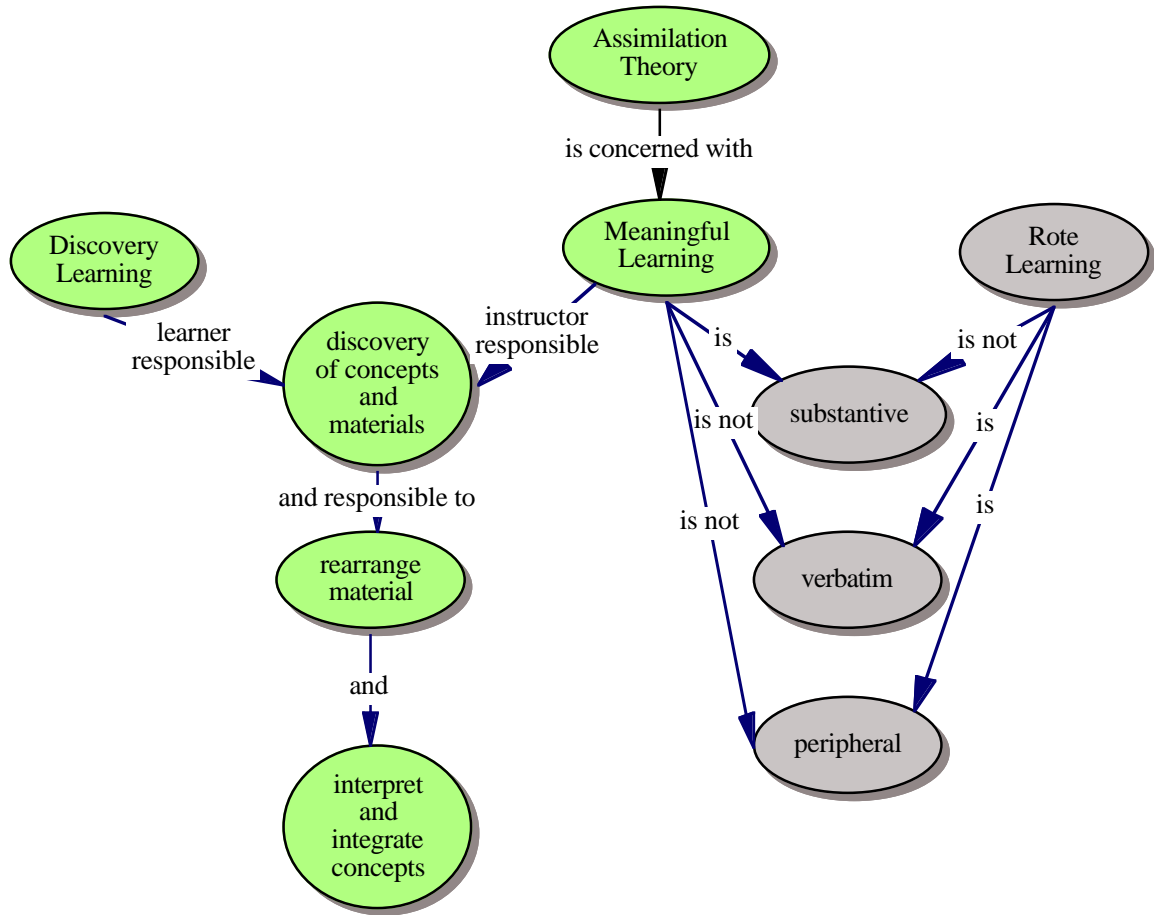 Assimilation
Theory
is concerned with
Meaningful
Learning
Rote
Learning
Discovery
Learning
learner
responsible
instructor
responsible
discovery
of concepts
and
materials
is
is not
substantive
is not
is
and responsible to
is not
is
rearrange
material
verbatim
and
peripheral
interpret
and
integrate
concepts